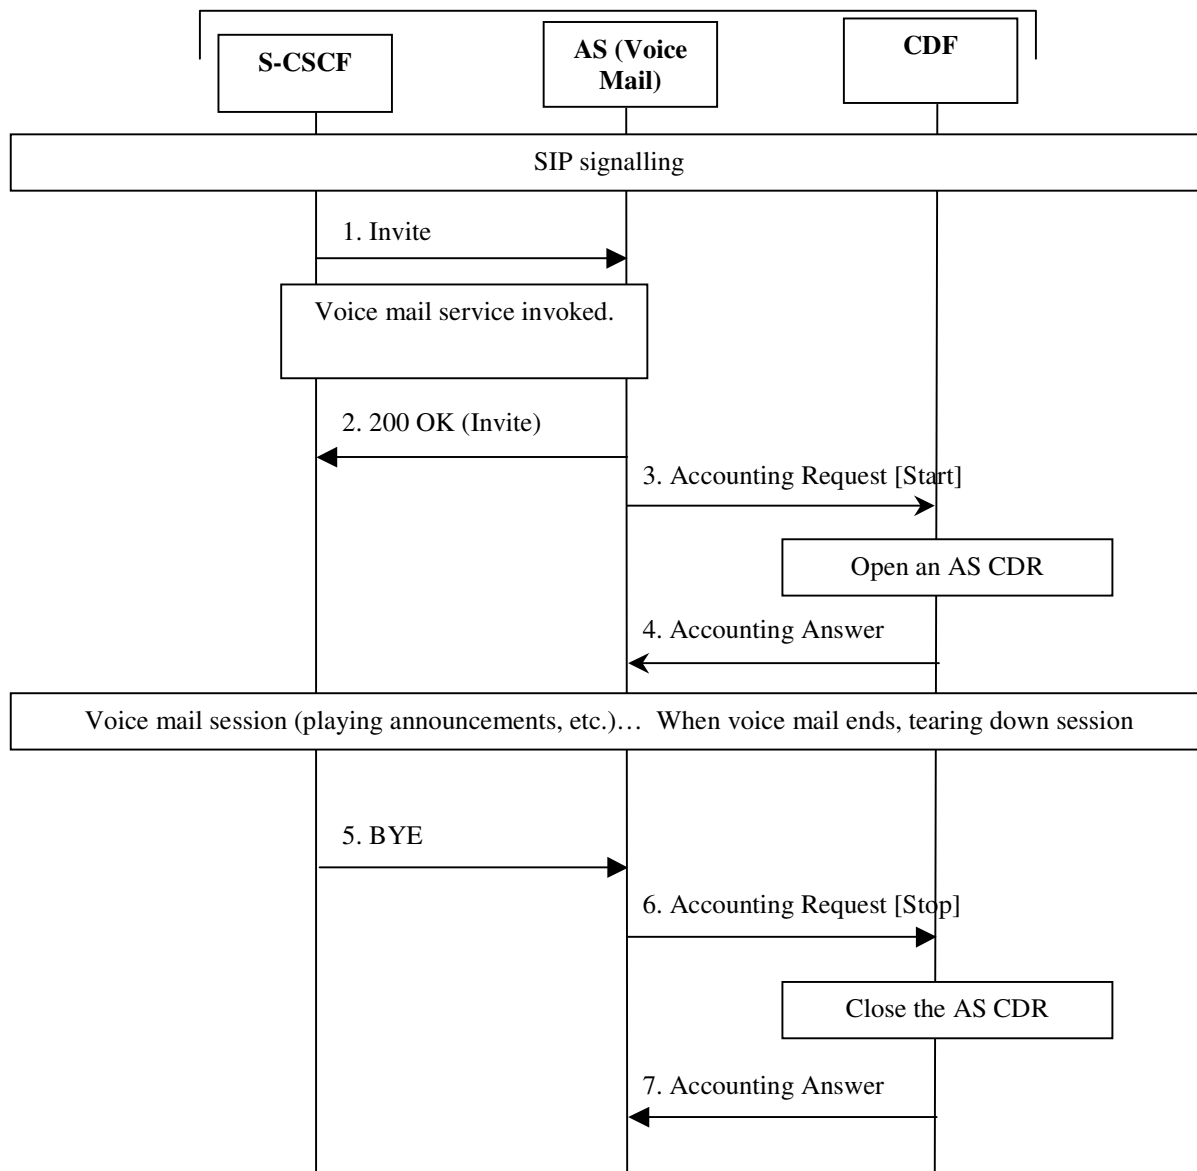 S-CSCF
AS (Voice
Mail)
CDF
SIP signalling
1. Invite
Voice mail service invoked.
2. 200 OK (Invite)
3. Accounting Request [Start]
Open an AS CDR
4. Accounting Answer
Voice mail session (playing announcements, etc.)… When voice mail ends, tearing down session
5. BYE
6. Accounting Request [Stop]
Close the AS CDR
7. Accounting Answer